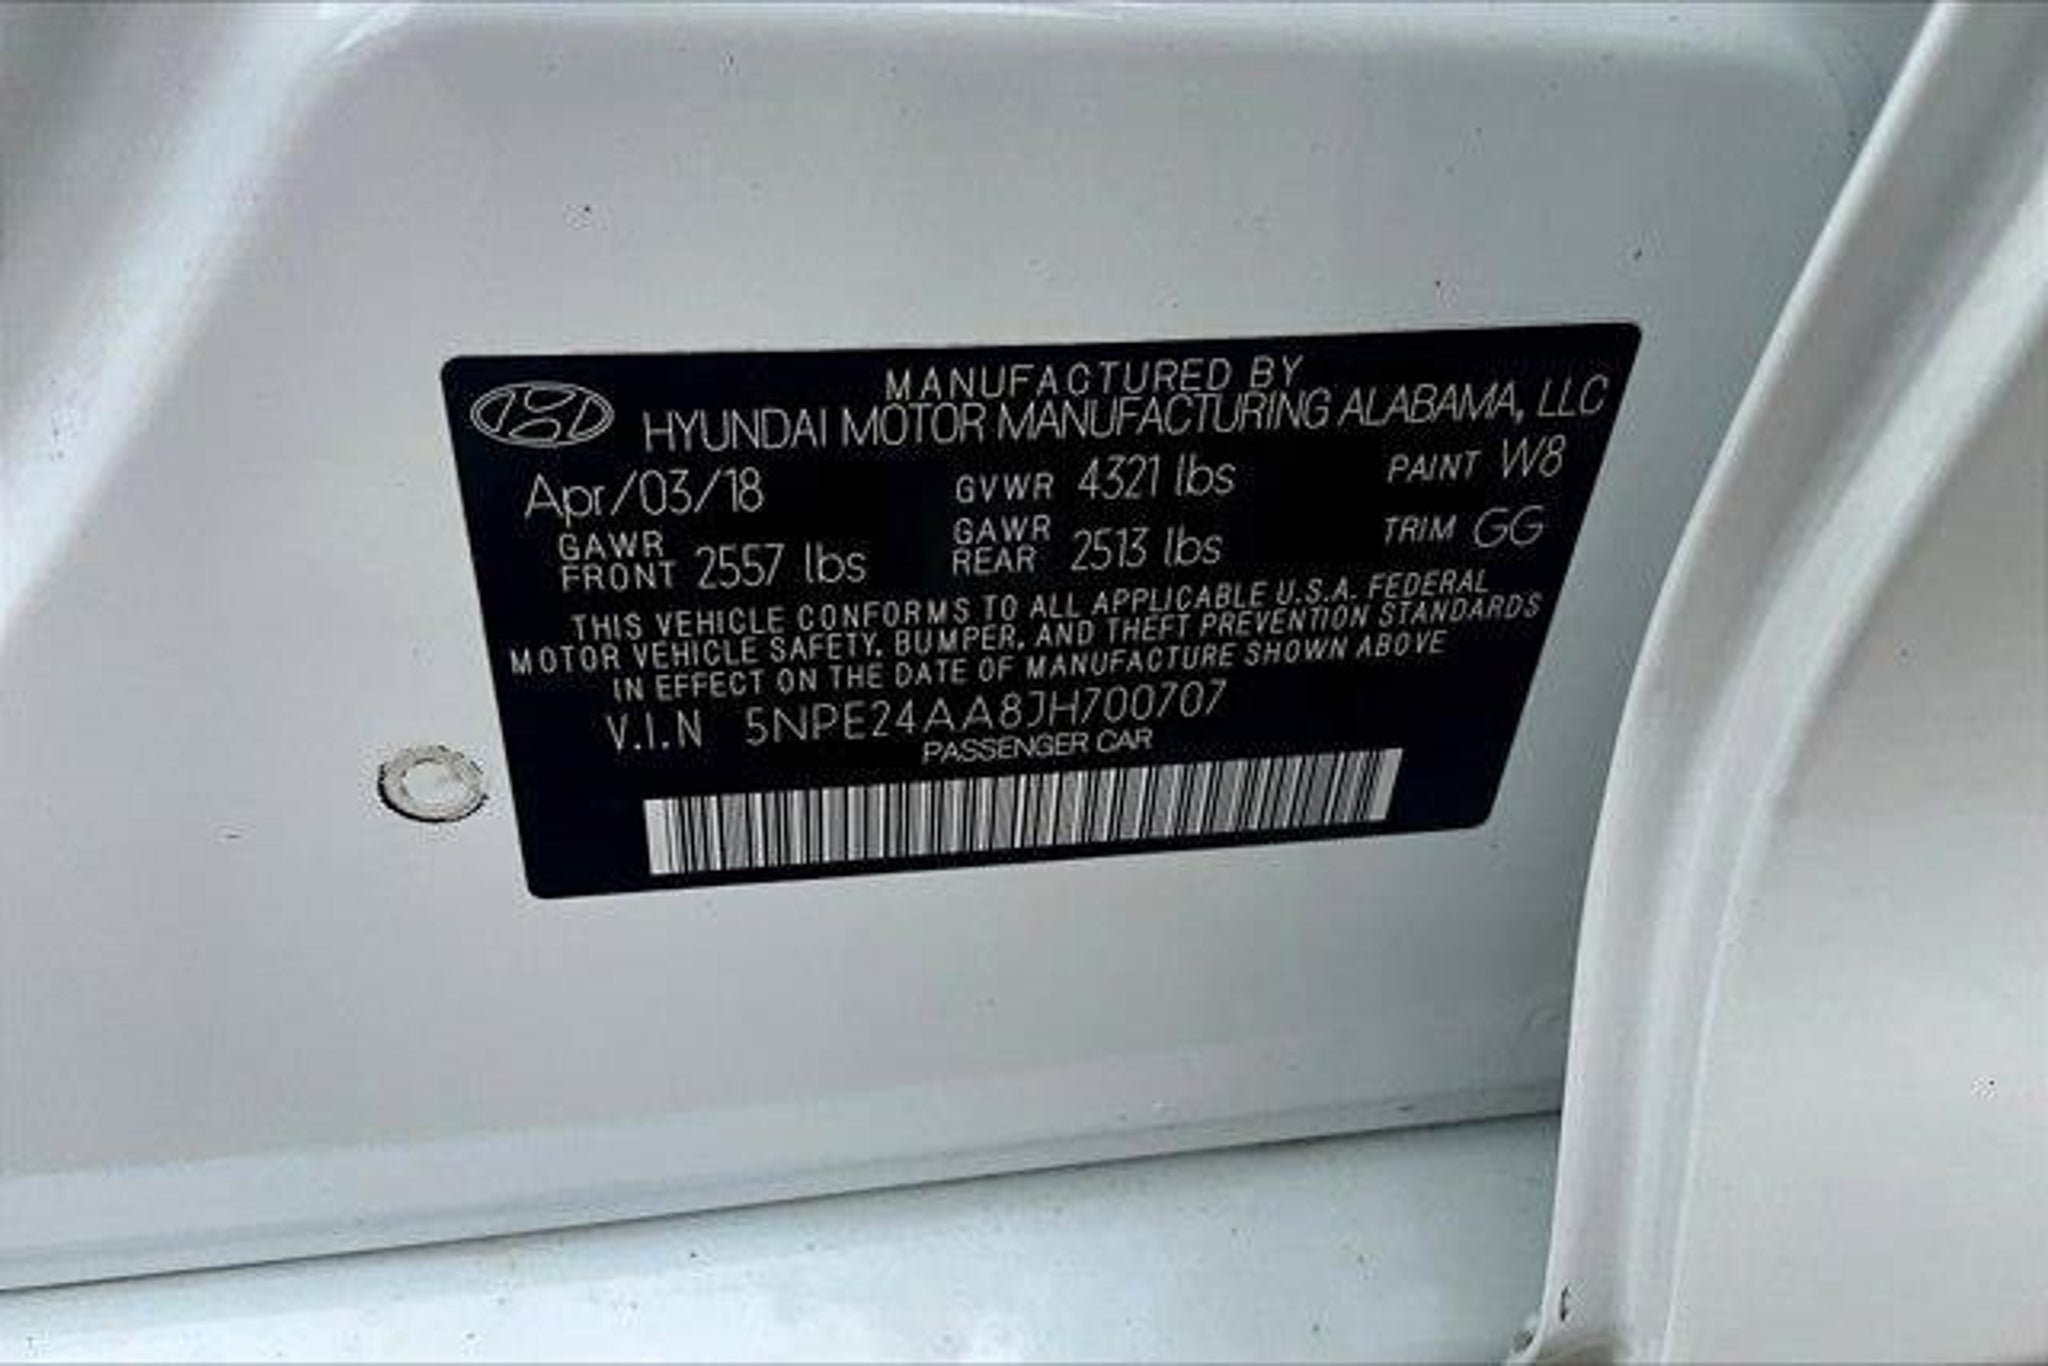 MANUFACTURED BY
HYUNDAI MOTOR MANUFACTURING ALABAMA, LLC
Apr/03/18 GVWR 4321 lbs PAINT W8
GAWR FRONT 2557 lbs GAWR REAR 2513 lbs TRIM GG
THIS VEHICLE CONFORMS TO ALL APPLICABLE U.S.A. FEDERAL
MOTOR VEHICLE SAFETY, BUMPER, AND THEFT PREVENTION STANDARDS
IN EFFECT ON THE DATE OF MANUFACTURE SHOWN ABOVE
V.I.N 5NPE24AA8JH700707
PASSENGER CAR